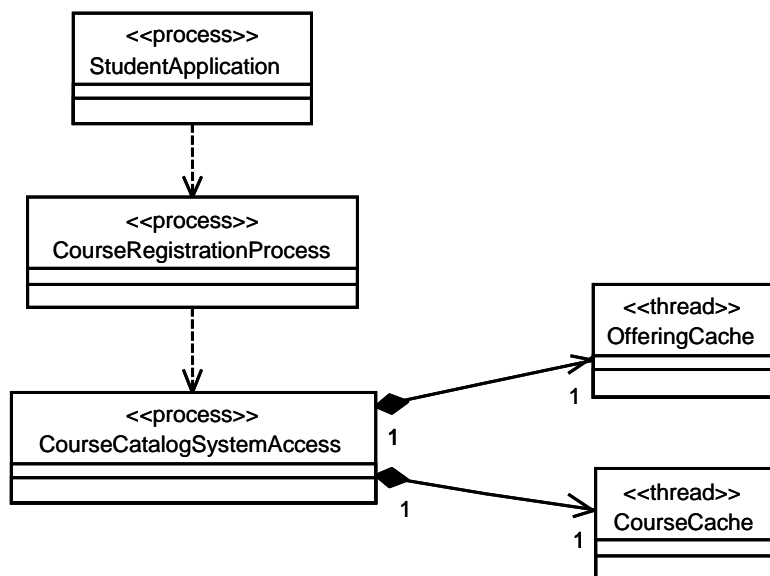 <<process>>
StudentApplication
<<process>>
CourseRegistrationProcess
<<thread>>
OfferingCache
<<process>>
CourseCatalogSystemAccess
1
1
<<thread>>
CourseCache
1
1